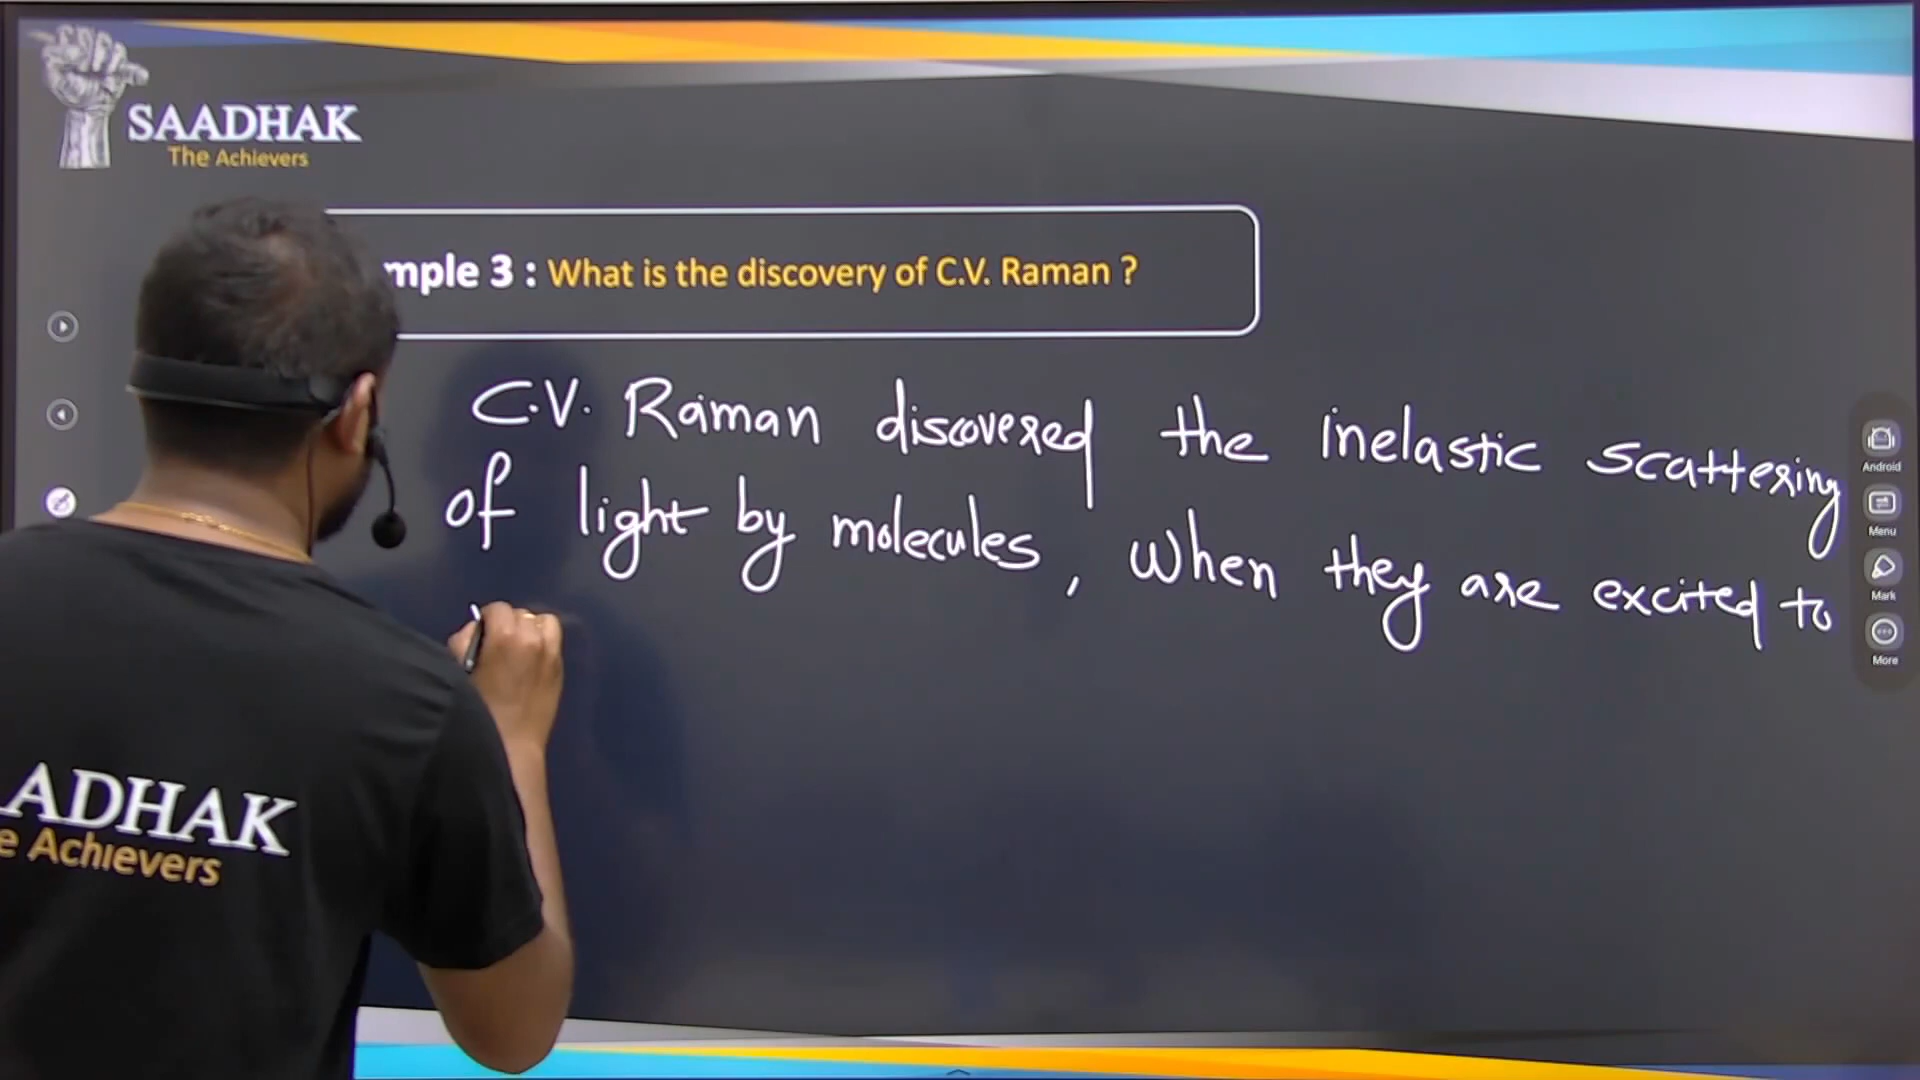 SAADHAK
The Achievers
mple 3 : What is the discovery of C.V. Raman ?
C.V. Raman discovered the inelastic scattering
of light by molecules, when they are excited to
Android
Menu
Mark
More
ADHAK
e Achievers